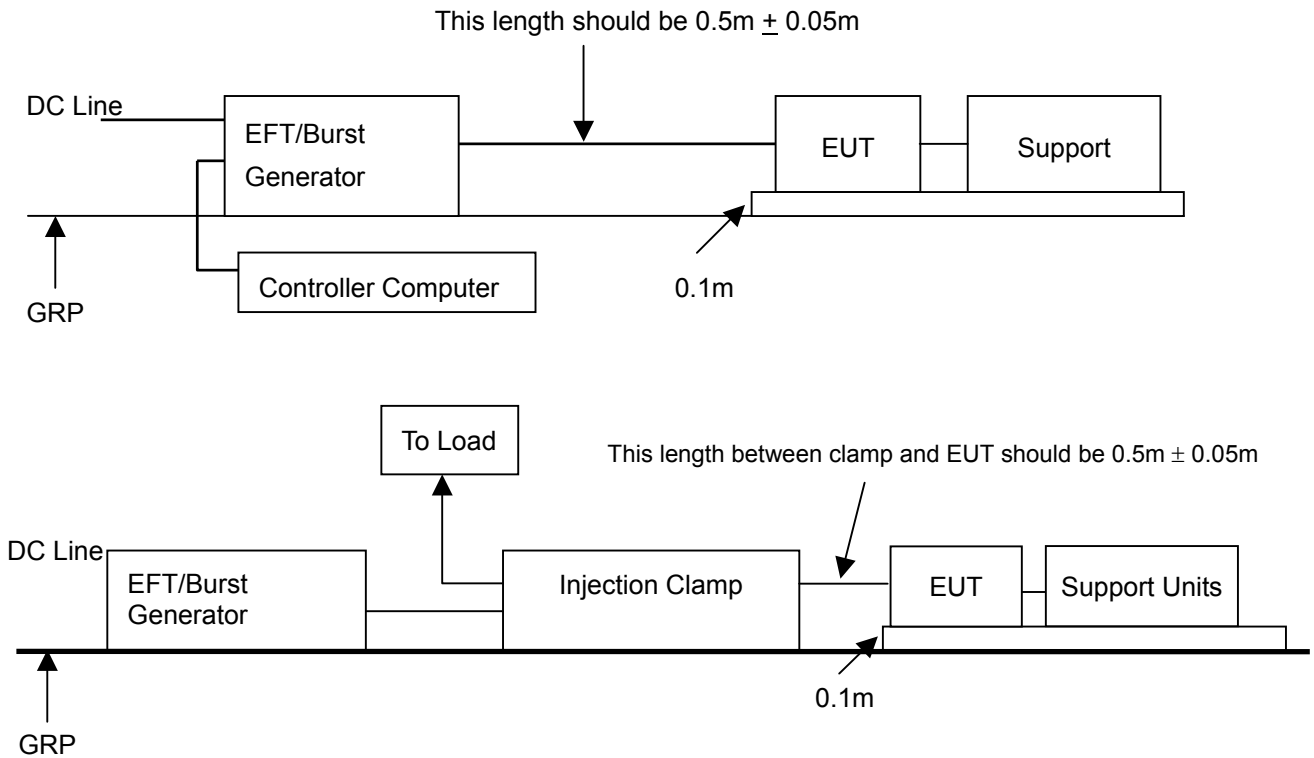 This length should be 0.5m ± 0.05m
DC Line
EFT/Burst
Generator
EUT
Support
Controller Computer
0.1m
GRP
To Load
This length between clamp and EUT should be 0.5m ± 0.05m
DC Line
EFT/Burst
Generator
Injection Clamp
EUT
Support Units
0.1m
GRP